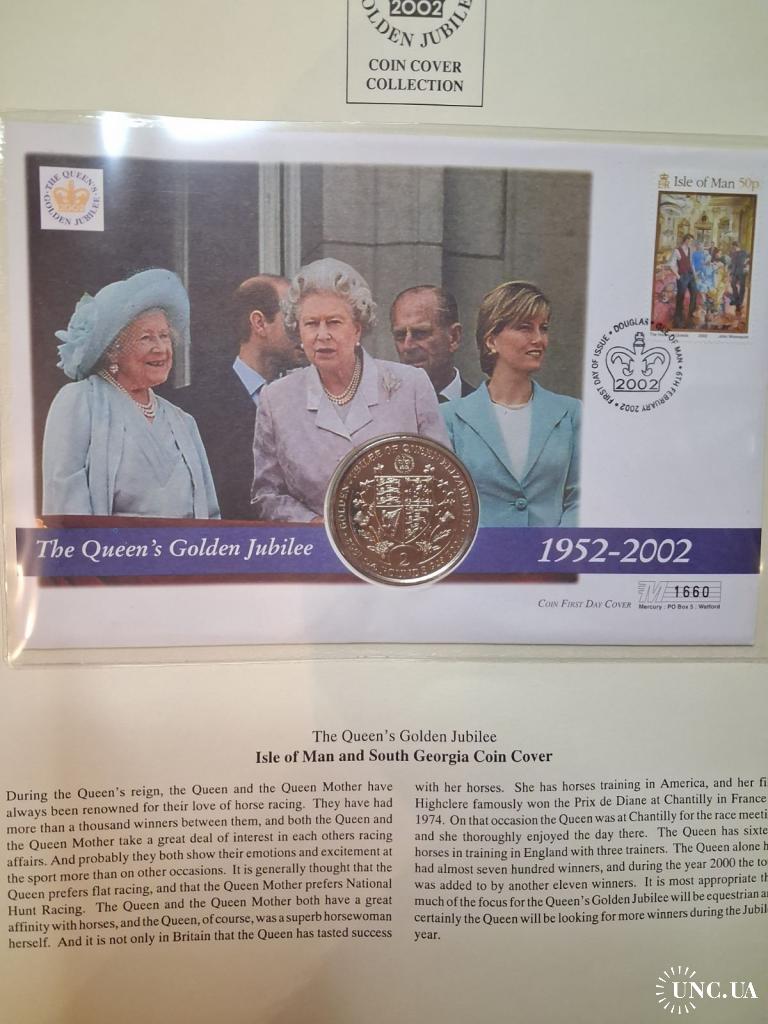 2002
GOLDEN JUBILEE
COIN COVER
COLLECTION
THE QUEEN'S GOLDEN JUBILEE
Isle of Man 50p
2002
FIRST DAY OF ISSUE • DOUGLAS • ISLE OF MAN • 6TH FEBRUARY 2002 •
2002
GOLDEN JUBILEE OF QUEEN ELIZABETH II
2
The Queen's Golden Jubilee
1952-2002
COIN FIRST DAY COVER
M 1660
Mercury : PO Box 5 : Watford
The Queen's Golden Jubilee
Isle of Man and South Georgia Coin Cover
During the Queen's reign, the Queen and the Queen Mother have
always been renowned for their love of horse racing. They have had
more than a thousand winners between them, and both the Queen and
the Queen Mother take a great deal of interest in each others racing
affairs. And probably they both show their emotions and excitement at
the sport more than on other occasions. It is generally thought that the
Queen prefers flat racing, and that the Queen Mother prefers National
Hunt Racing. The Queen and the Queen Mother both have a great
affinity with horses, and the Queen, of course, was a superb horsewoman
herself. And it is not only in Britain that the Queen has tasted success
with her horses. She has horses training in America, and her fi
Highclere famously won the Prix de Diane at Chantilly in France
1974. On that occasion the Queen was at Chantilly for the race meeti
and she thoroughly enjoyed the day there. The Queen has sixte
horses in training in England with three trainers. The Queen alone h
had almost seven hundred winners, and during the year 2000 the to
was added to by another eleven winners. It is most appropriate th
much of the focus for the Queen's Golden Jubilee will be equestrian a
certainly the Queen will be looking for more winners during the Jubil
year.
UNC.UA